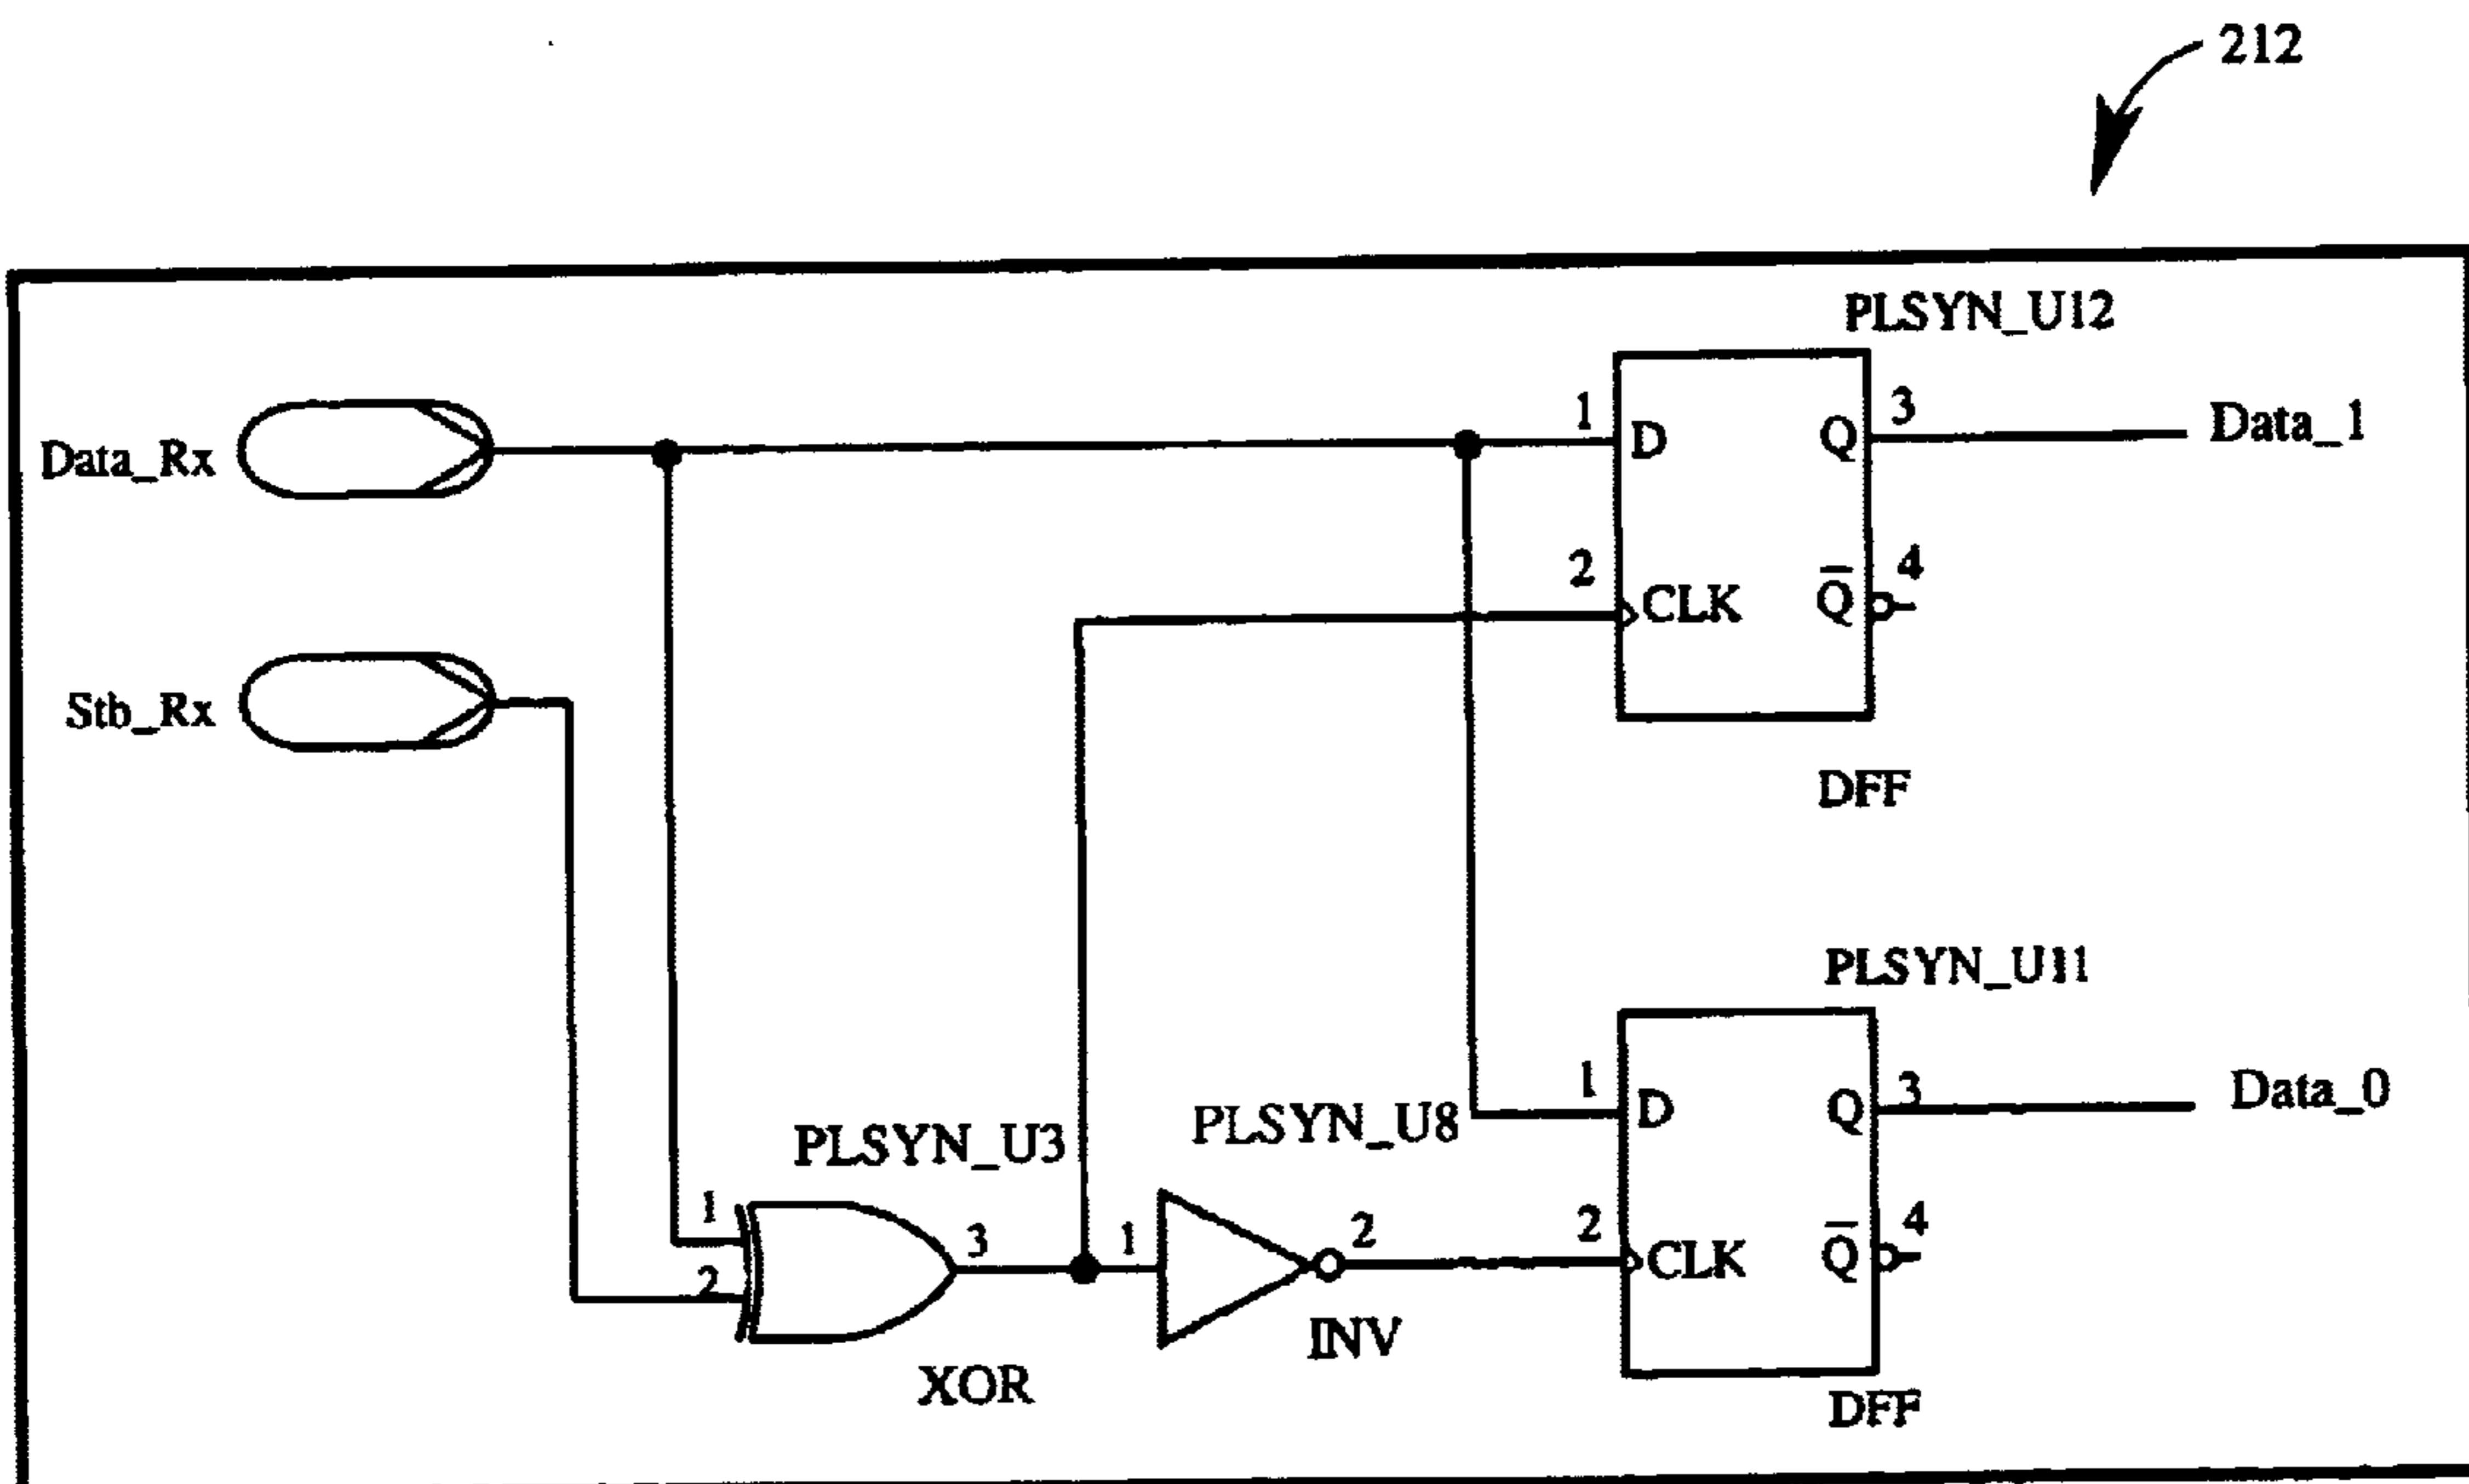 212
PLSYN_U12
Data_Rx
1
D
Q
3
Data_1
2
CLK
Q̅
4
Stb_Rx
DFF
PLSYN_U11
PLSYN_U3
PLSYN_U8
1
D
Q
3
Data_0
1
2
3
1
2
2
CLK
Q̅
4
XOR
INV
DFF